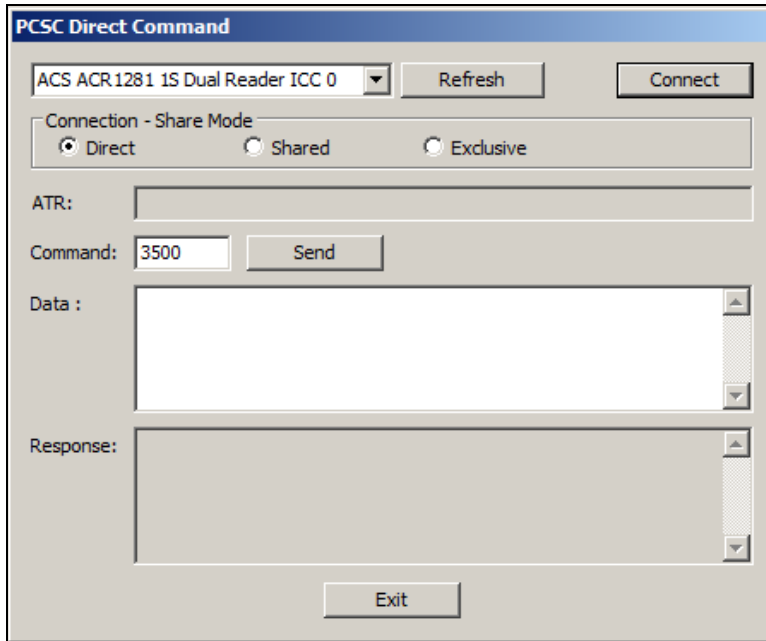 PCSC Direct Command
ACS ACR1281 1S Dual Reader ICC 0 Refresh Connect
Connection - Share Mode
Direct Shared Exclusive
ATR:
Command: 3500 Send
Data :
Response:
Exit